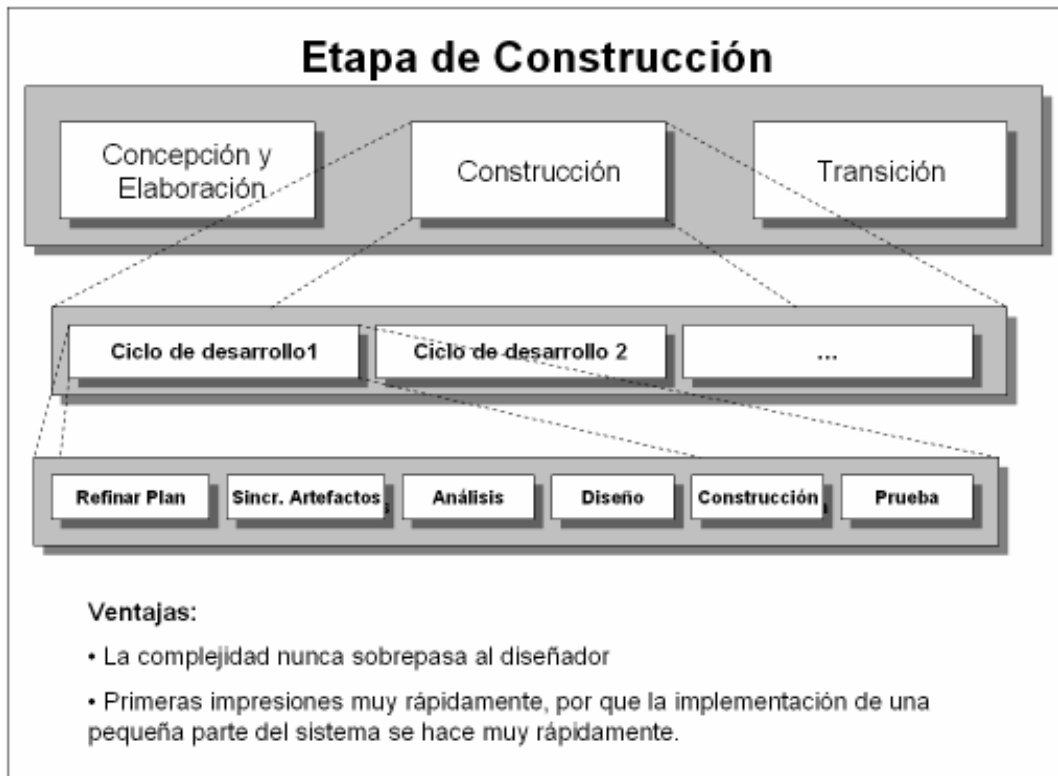 Etapa de Construcción
Concepción y
Elaboración
Construcción
Transición
Ciclo de desarrollo1
Ciclo de desarrollo 2
...
Refinar Plan
Sincr. Artefactos
Análisis
Diseño
Construcción
Prueba
Ventajas:
• La complejidad nunca sobrepasa al diseñador
• Primeras impresiones muy rápidamente, por que la implementación de una
pequeña parte del sistema se hace muy rápidamente.